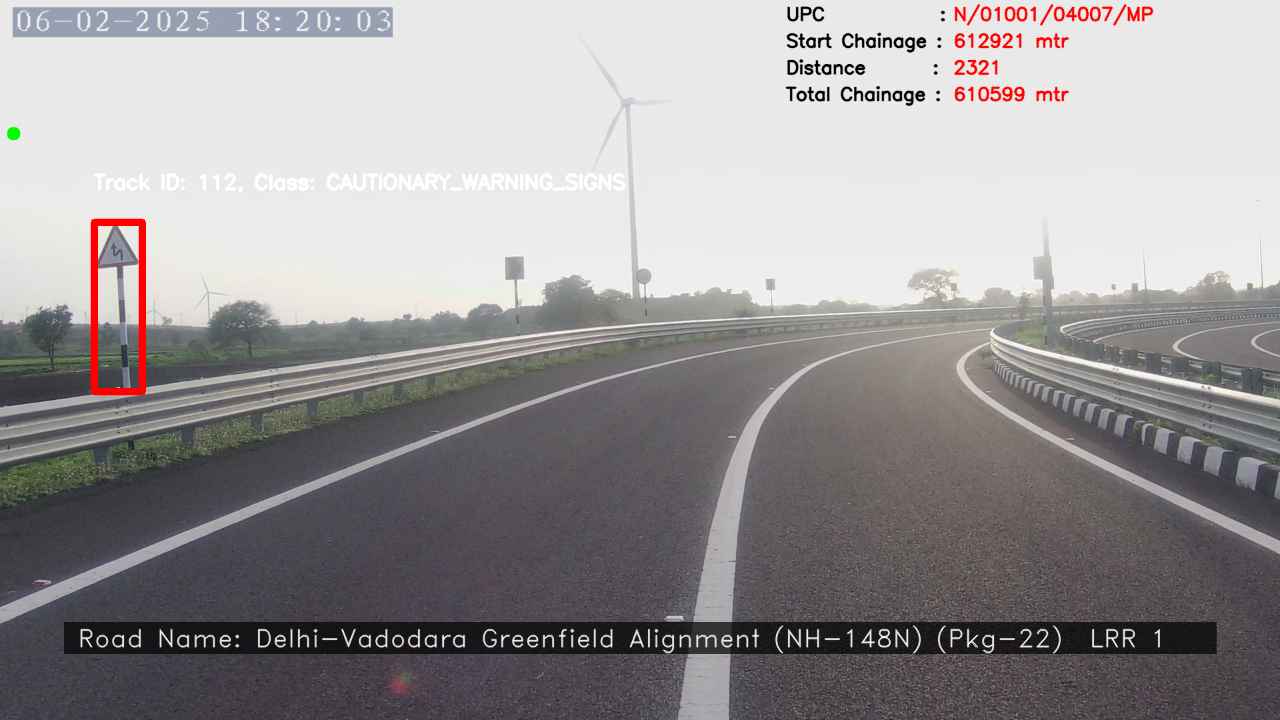 06-02-2025 18:20:03
UPC : N/01001/04007/MP
Start Chainage : 612921 mtr
Distance : 2321
Total Chainage : 610599 mtr
Track ID: 112, Class: CAUTIONARY_WARNING_SIGNS
Road Name: Delhi-Vadodara Greenfield Alignment (NH-148N) (Pkg-22) LRR 1